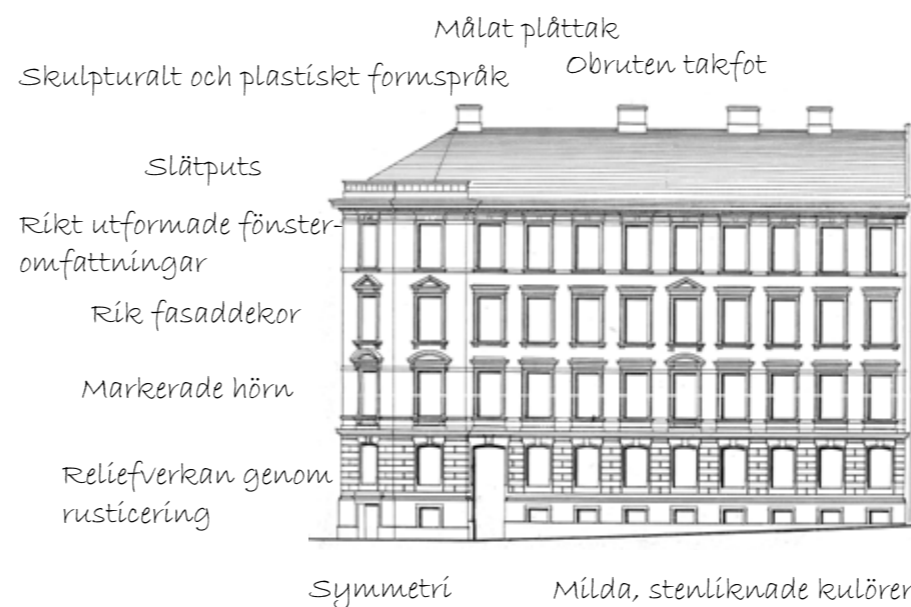 Målat plåttak
Obruten takfot
Skulpturalt och plastiskt formspråk
Slätputs
Rikt utformade fönster-
omfattningar
Rik fasaddekor
Markerade hörn
Reliefverkan genom
rusticering
Symmetri
Milda, stenliknade kulörer